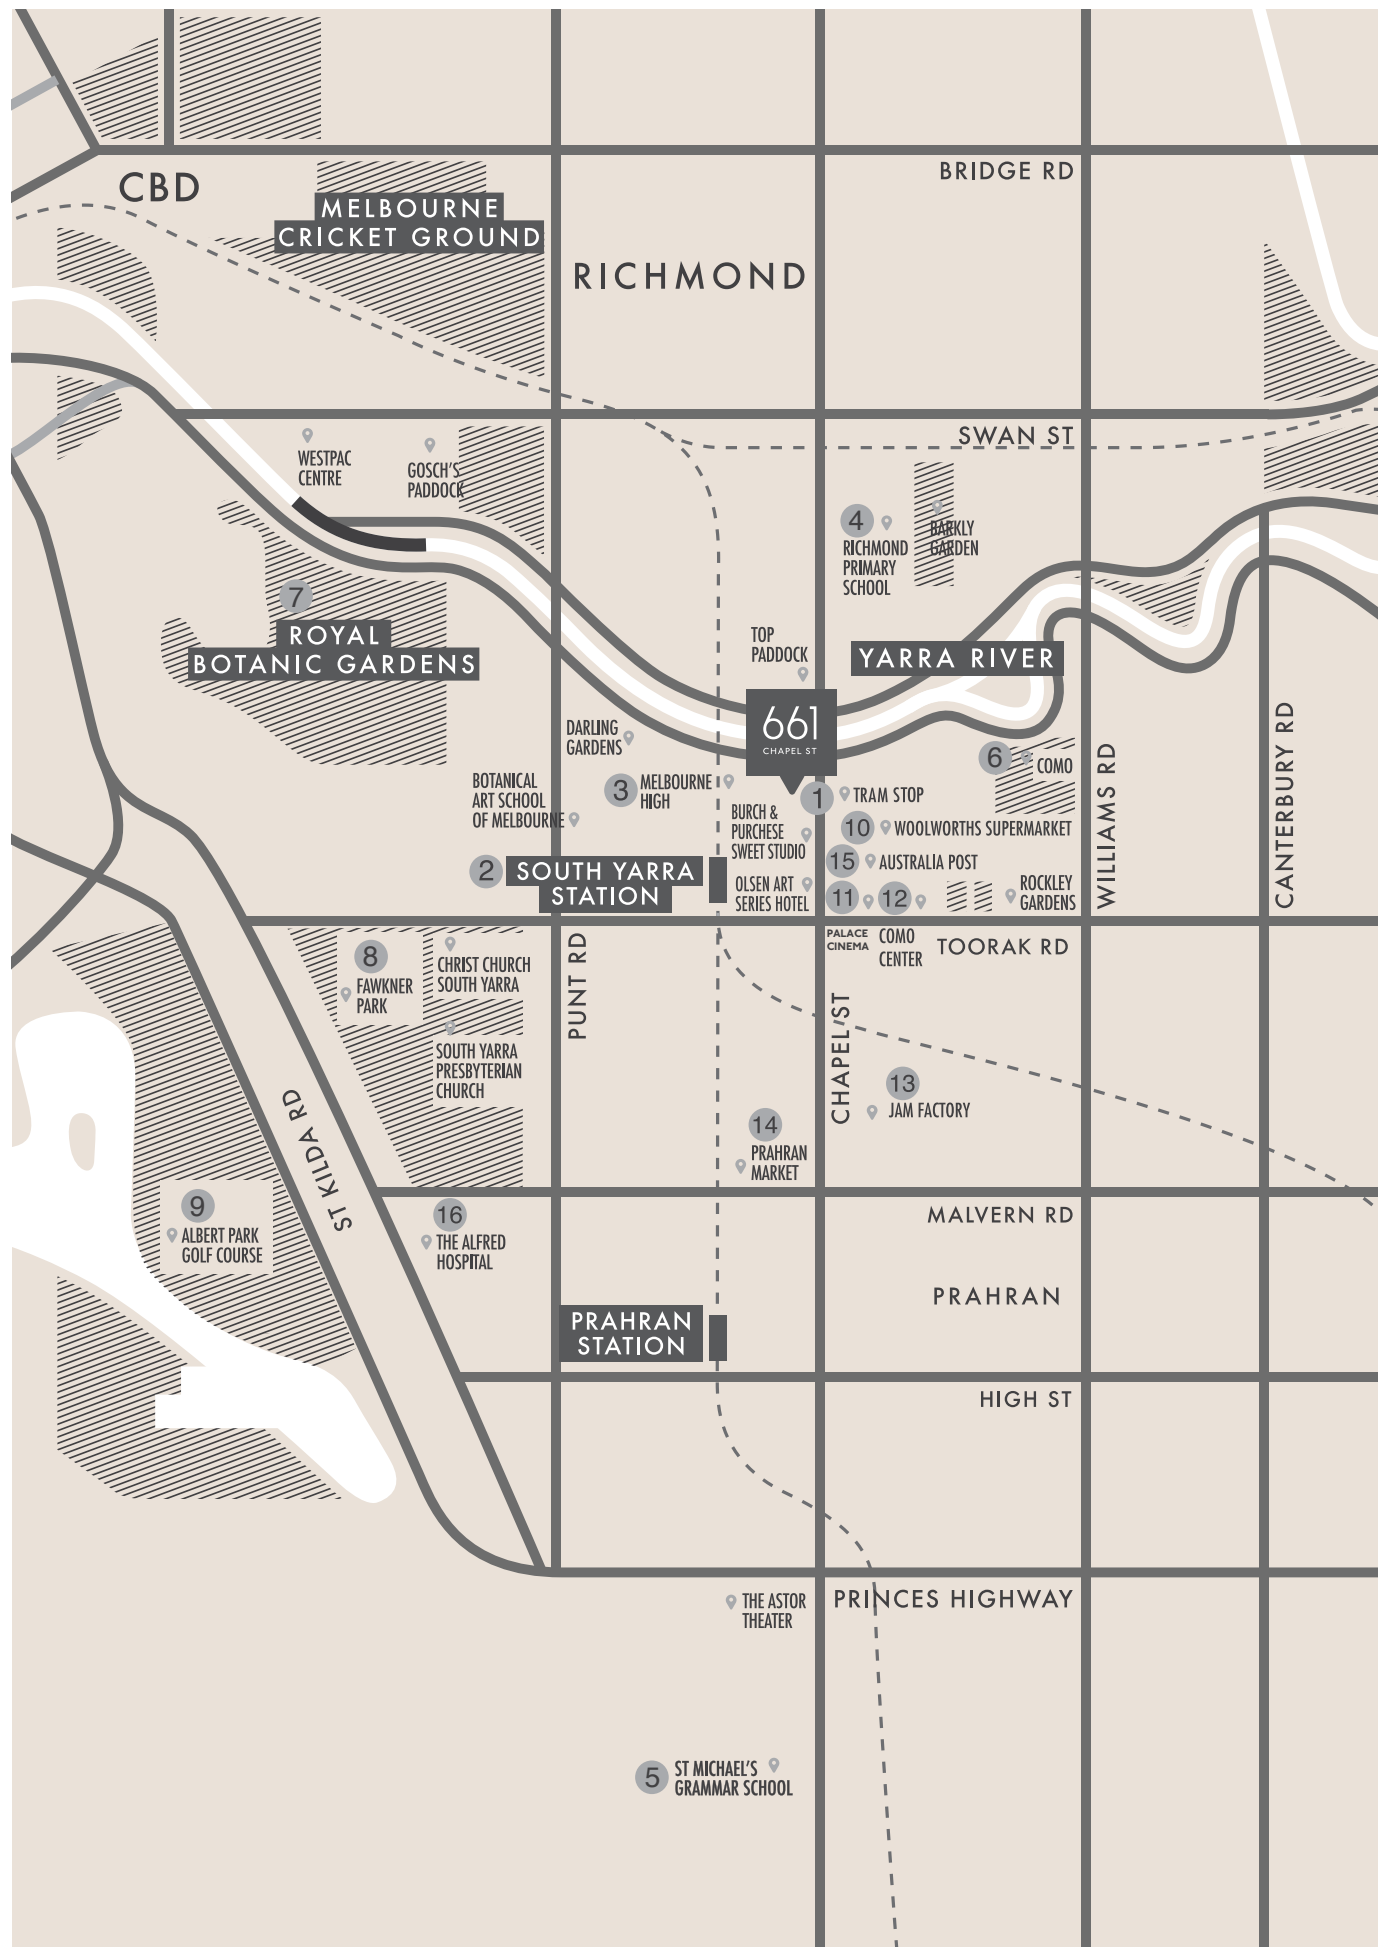 BRIDGE RD
CBD
MELBOURNE
CRICKET GROUND
RICHMOND
SWAN ST
WESTPAC
CENTRE
GOSCH'S
PADDOCK
4
RICHMOND
PRIMARY
SCHOOL
BARKLY
GARDEN
7
ROYAL
BOTANIC GARDENS
TOP
PADDOCK
YARRA RIVER
661
CHAPEL ST
DARLING
GARDENS
6
COMO
WILLIAMS RD
CANTERBURY RD
BOTANICAL
ART SCHOOL
OF MELBOURNE
3
MELBOURNE
HIGH
1
TRAM STOP
BURCH &
PURCHESE
SWEET STUDIO
10
WOOLWORTHS SUPERMARKET
15
AUSTRALIA POST
2
SOUTH YARRA
STATION
OLSEN ART
SERIES HOTEL
11
12
ROCKLEY
GARDENS
PALACE
CINEMA
COMO
CENTER
TOORAK RD
PUNT RD
8
FAWKNER
PARK
CHRIST CHURCH
SOUTH YARRA
SOUTH YARRA
PRESBYTERIAN
CHURCH
CHAPEL ST
13
JAM FACTORY
ST KILDA RD
14
PRAHRAN
MARKET
9
ALBERT PARK
GOLF COURSE
16
THE ALFRED
HOSPITAL
MALVERN RD
PRAHRAN
PRAHRAN
STATION
HIGH ST
THE ASTOR
THEATER
PRINCES HIGHWAY
5
ST MICHAEL'S
GRAMMAR SCHOOL